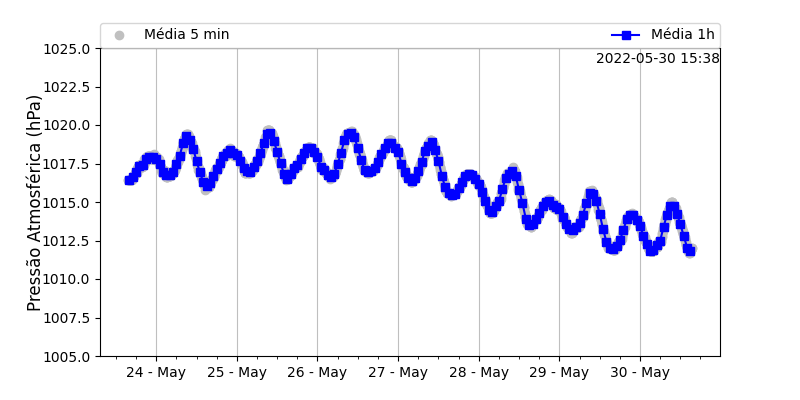 Média 5 min
Média 1h
2022-05-30 15:38
Pressão Atmosférica (hPa)
1025.0
1022.5
1020.0
1017.5
1015.0
1012.5
1010.0
1007.5
1005.0
24 - May
25 - May
26 - May
27 - May
28 - May
29 - May
30 - May